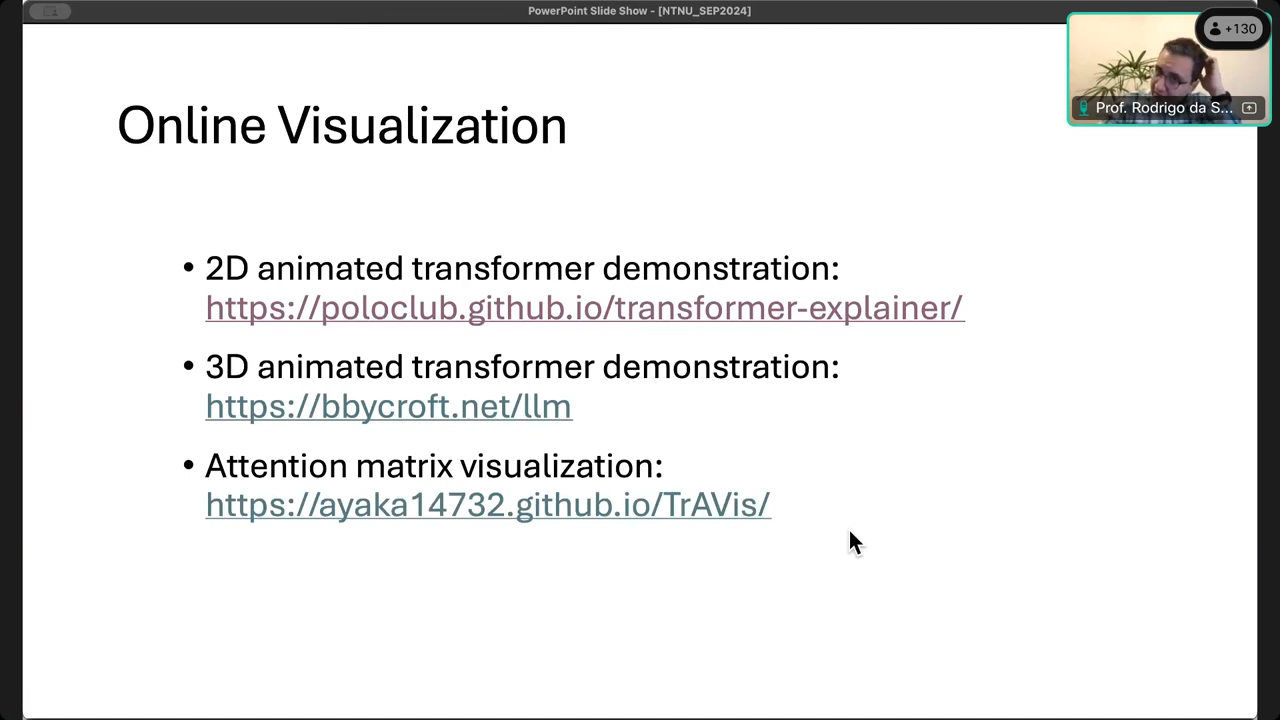 PowerPoint Slide Show - [NTNU_SEP2024]
+130
Prof. Rodrigo da S...
Online Visualization
• 2D animated transformer demonstration:
https://poloclub.github.io/transformer-explainer/
• 3D animated transformer demonstration:
https://bbycroft.net/llm
• Attention matrix visualization:
https://ayaka14732.github.io/TrAVis/